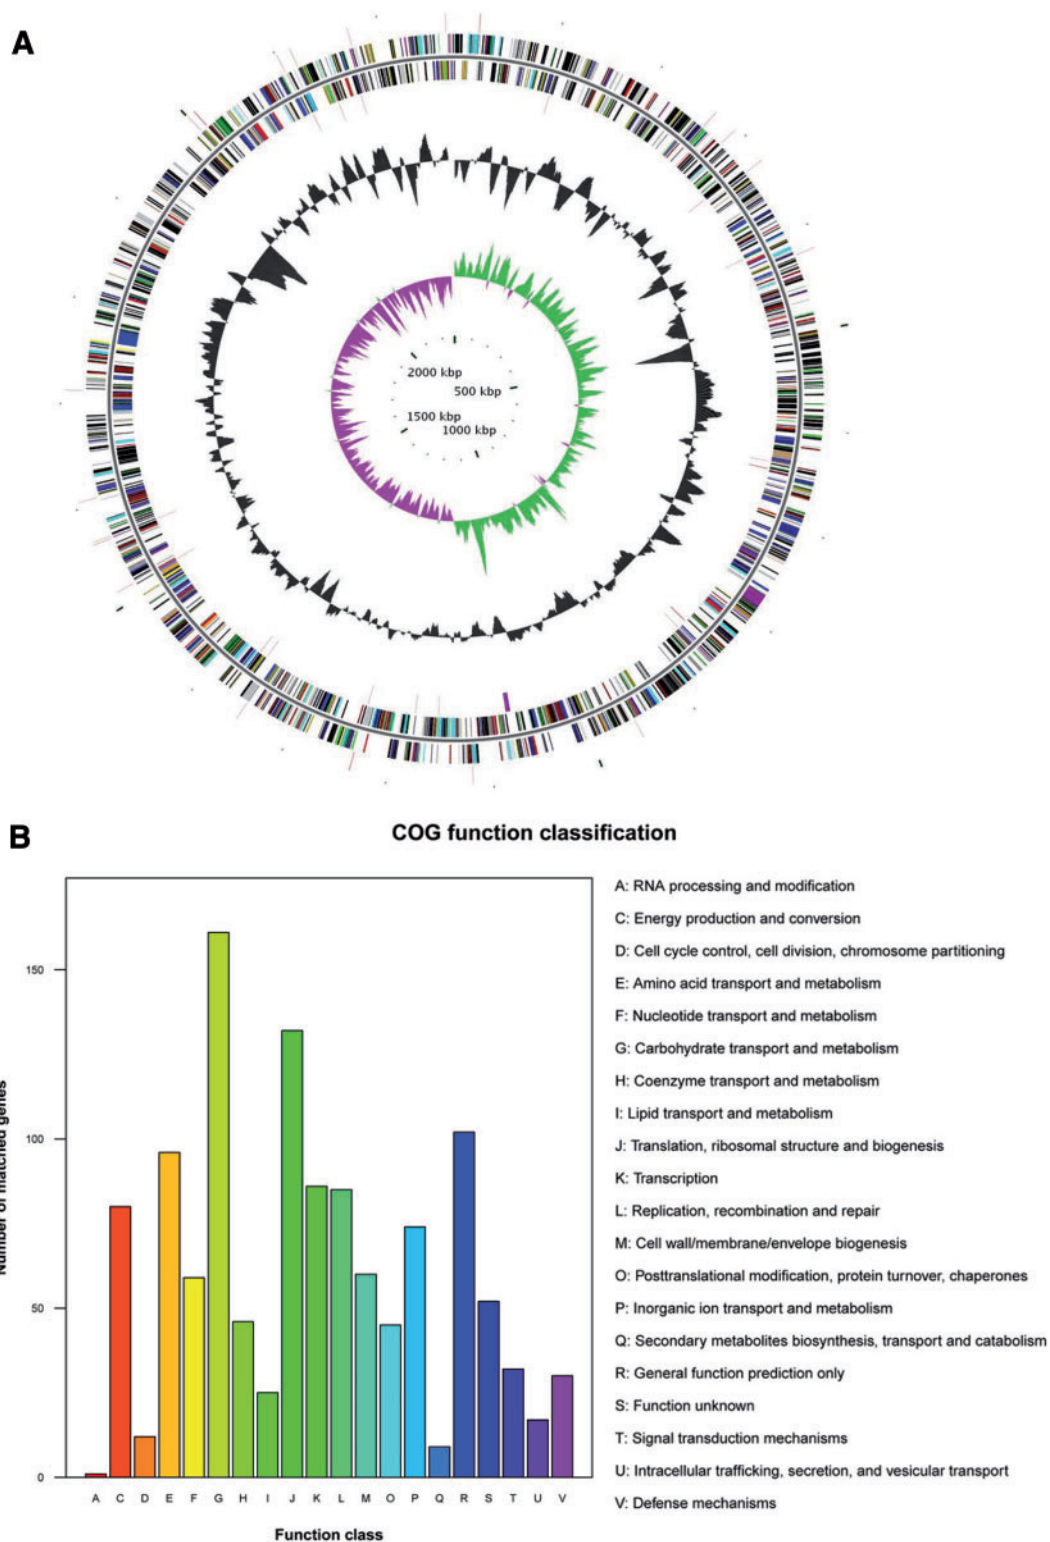 A
2000 kbp
500 kbp
1500 kbp
1000 kbp
B
COG function classification
Number of matched genes
150
100
50
0
A C D E F G H I J K L M O P Q R S T U V
Function class
A: RNA processing and modification
C: Energy production and conversion
D: Cell cycle control, cell division, chromosome partitioning
E: Amino acid transport and metabolism
F: Nucleotide transport and metabolism
G: Carbohydrate transport and metabolism
H: Coenzyme transport and metabolism
I: Lipid transport and metabolism
J: Translation, ribosomal structure and biogenesis
K: Transcription
L: Replication, recombination and repair
M: Cell wall/membrane/envelope biogenesis
O: Posttranslational modification, protein turnover, chaperones
P: Inorganic ion transport and metabolism
Q: Secondary metabolites biosynthesis, transport and catabolism
R: General function prediction only
S: Function unknown
T: Signal transduction mechanisms
U: Intracellular trafficking, secretion, and vesicular transport
V: Defense mechanisms